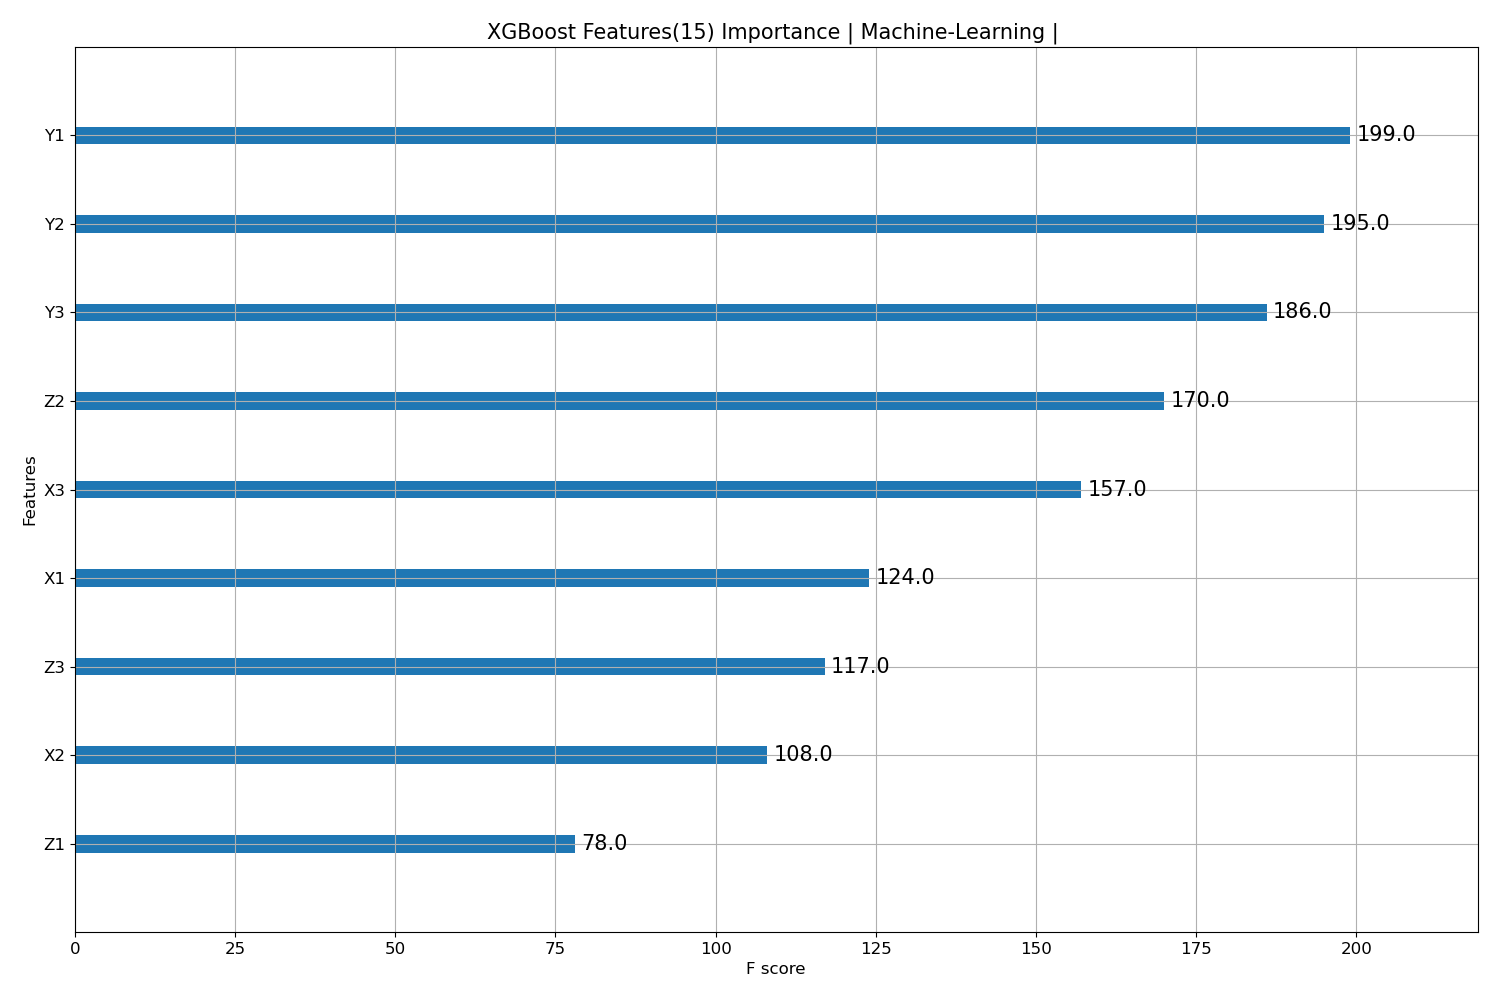 XGBoost Features(15) Importance | Machine-Learning |
Y1 199.0
Y2 195.0
Y3 186.0
Z2 170.0
X3 157.0
X1 124.0
Z3 117.0
X2 108.0
Z1 78.0
Features
0 25 50 75 100 125 150 175 200
F score